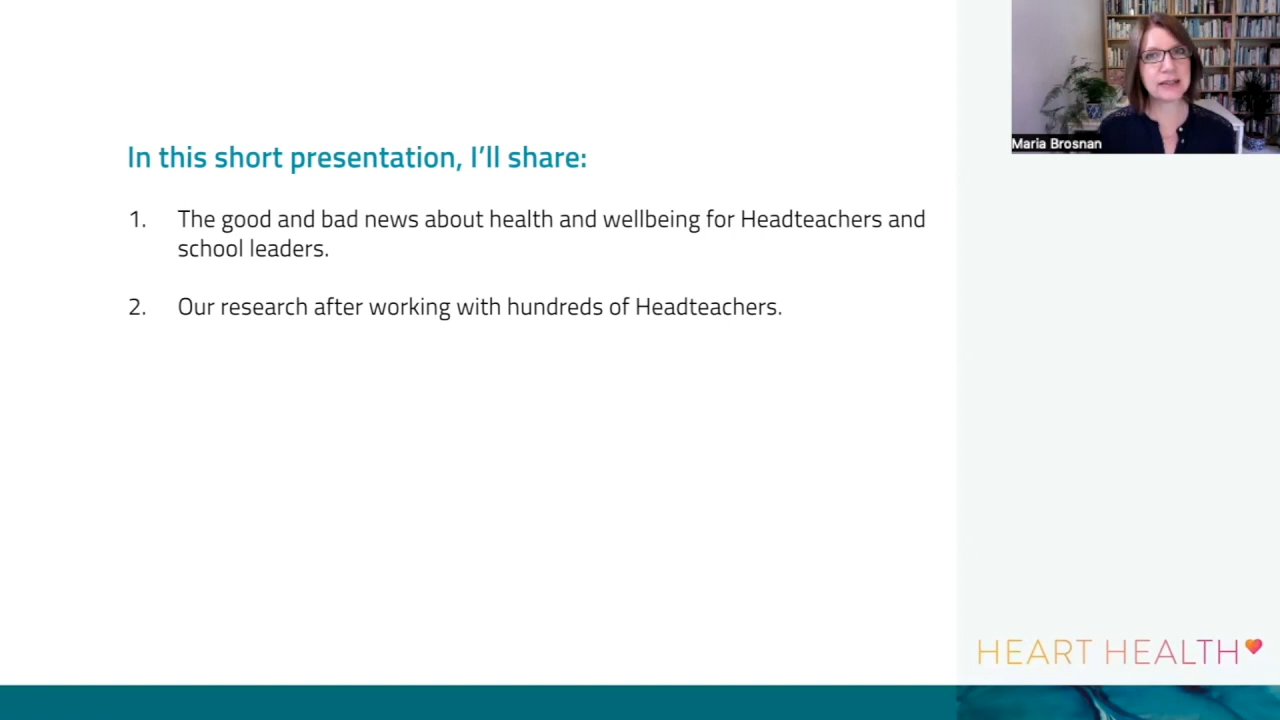 In this short presentation, I’ll share:
1. The good and bad news about health and wellbeing for Headteachers and
school leaders.
2. Our research after working with hundreds of Headteachers.
Maria Brosnan
HEART HEALTH